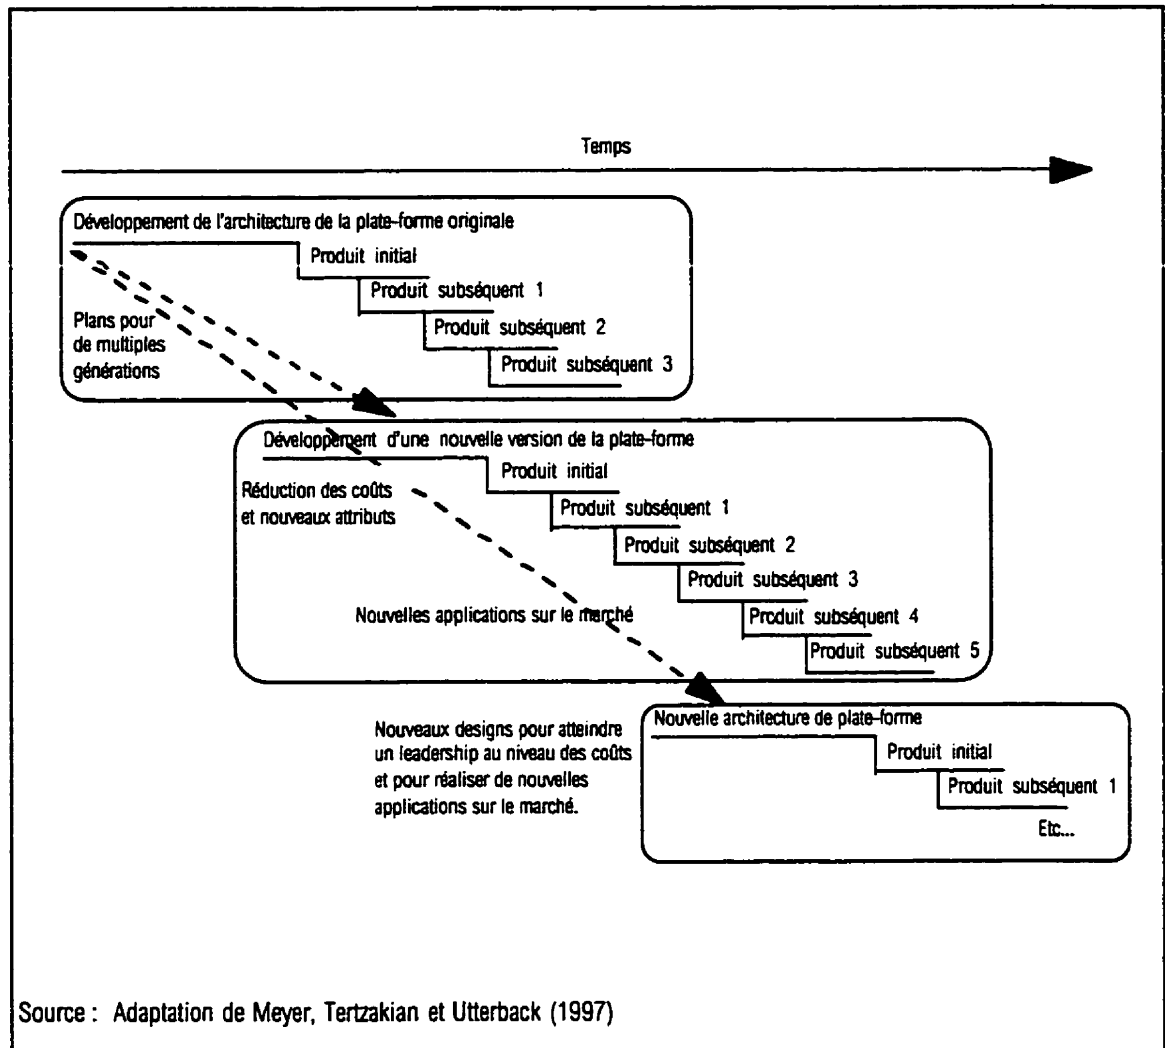 Temps
Développement de l'architecture de la plate-forme originale
Produit initial
Produit subséquent 1
Produit subséquent 2
Produit subséquent 3
Plans pour
de multiples
générations
Développement d'une nouvelle version de la plate-forme
Produit initial
Produit subséquent 1
Produit subséquent 2
Produit subséquent 3
Produit subséquent 4
Produit subséquent 5
Réduction des coûts
et nouveaux attributs
Nouvelles applications sur le marché
Nouveaux designs pour atteindre
un leadership au niveau des coûts
et pour réaliser de nouvelles
applications sur le marché.
Nouvelle architecture de plate-forme
Produit initial
Produit subséquent 1
Etc...
Source : Adaptation de Meyer, Tertzakian et Utterback (1997)